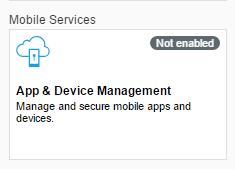 Mobile Services
Not enabled
App & Device Management
Manage and secure mobile apps and
devices.